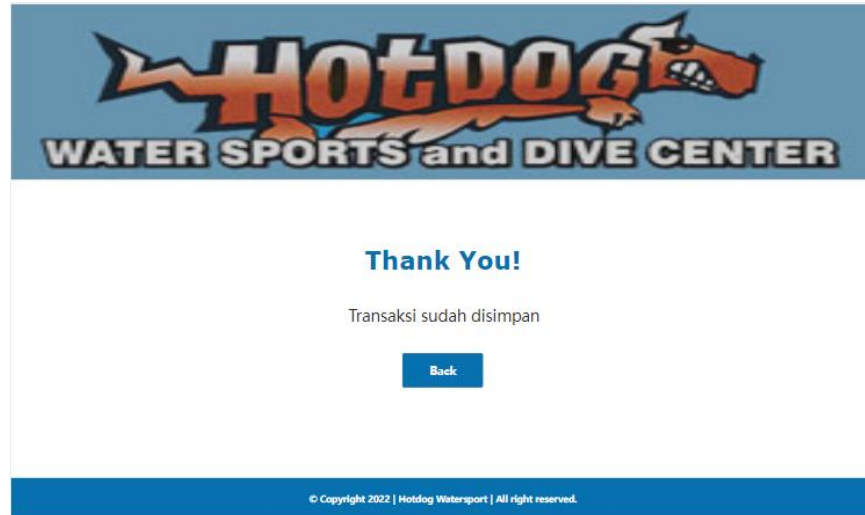 HOTDOG
WATER SPORTS and DIVE CENTER
Thank You!
Transaksi sudah disimpan
Back
© Copyright 2022 | Hotdog Watersport | All right reserved.